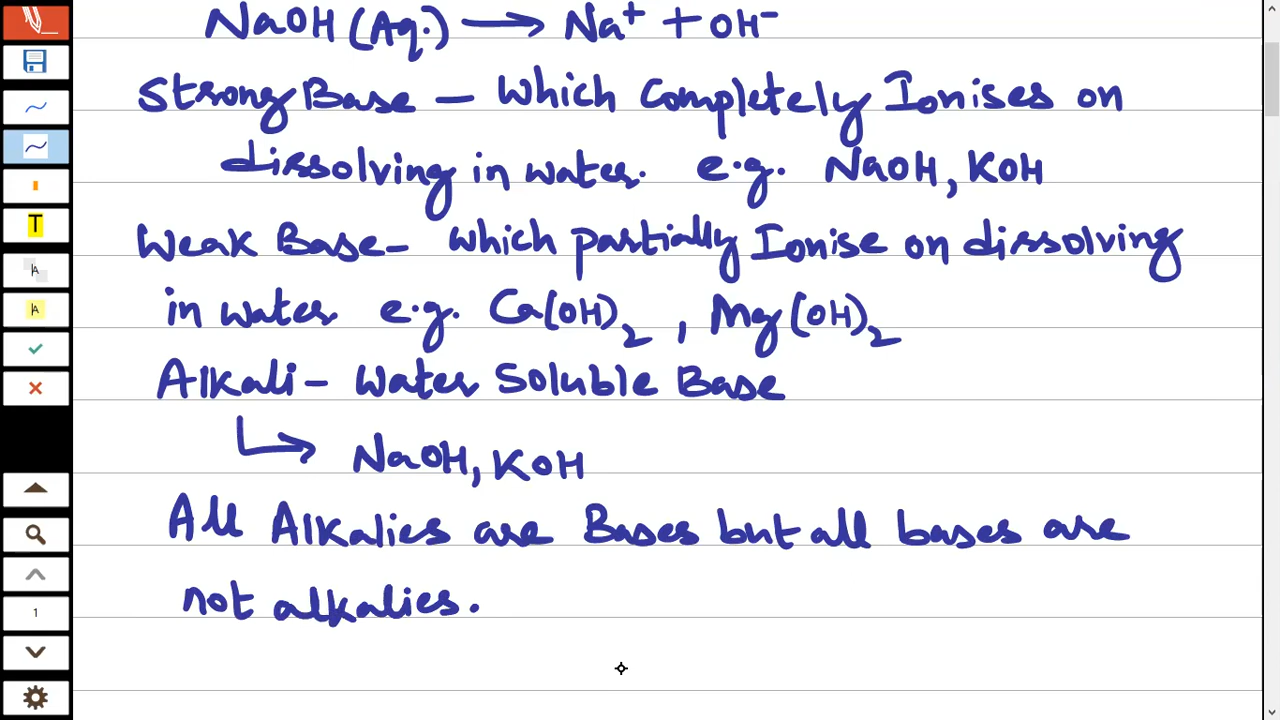 NaOH (Aq.) ⟶ Na⁺ + OH⁻
Strong Base – Which Completely Ionises on
dissolving in water. e.g. NaOH, KOH
Weak Base – which partially Ionise on dissolving
in water. e.g. Ca(OH)₂ , Mg(OH)₂
Alkali – Water Soluble Base
↳ NaOH, KOH
All Alkalies are Bases but all bases are
not alkalies.
T
A
A
1